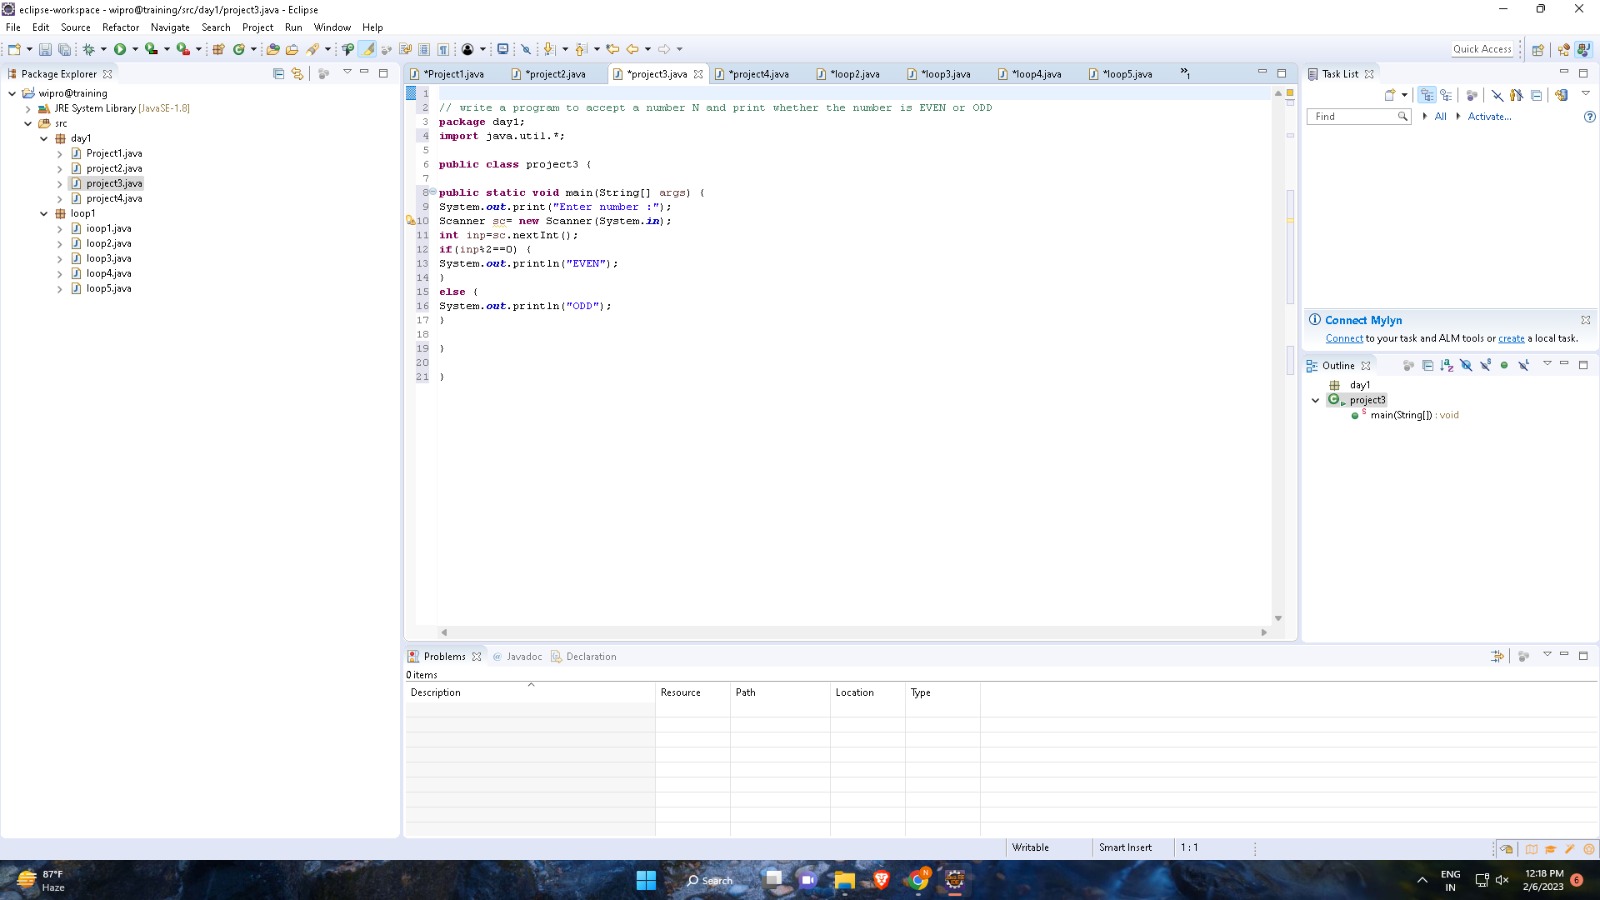 eclipse-workspace - wipro@training/src/day1/project3.java - Eclipse
File Edit Source Refactor Navigate Search Project Run Window Help
Quick Access
Package Explorer
wipro@training
JRE System Library [JavaSE-1.8]
src
day1
Project1.java
project2.java
project3.java
project4.java
loop1
ioop1.java
loop2.java
loop3.java
loop4.java
loop5.java
*Project1.java *project2.java *project3.java *project4.java *loop2.java *loop3.java *loop4.java *loop5.java »1
1
2 // write a program to accept a number N and print whether the number is EVEN or ODD
3 package day1;
4 import java.util.*;
5
6 public class project3 {
7
8 public static void main(String[] args) {
9 System.out.print("Enter number :");
10 Scanner sc= new Scanner(System.in);
11 int inp=sc.nextInt();
12 if(inp%2==0) {
13 System.out.println("EVEN");
14 }
15 else {
16 System.out.println("ODD");
17 }
18
19 }
20
21 }
Task List
Find All Activate...
Connect Mylyn
Connect to your task and ALM tools or create a local task.
Outline
day1
project3
main(String[]) : void
Problems @ Javadoc Declaration
0 items
Description Resource Path Location Type
Writable Smart Insert 1 : 1
87°F
Haze
Search
ENG
IN
12:18 PM
2/6/2023
6